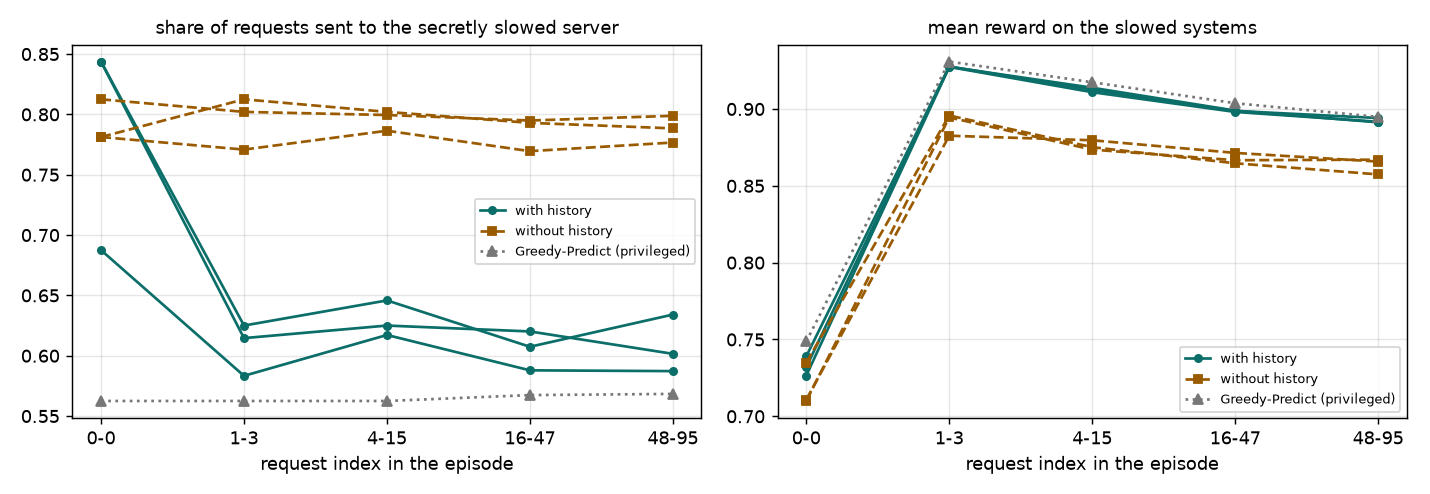 share of requests sent to the secretly slowed server
0.85
0.80
0.75
0.70
0.65
0.60
0.55
with history
without history
Greedy-Predict (privileged)
0-0
1-3
4-15
16-47
48-95
request index in the episode
mean reward on the slowed systems
0.90
0.85
0.80
0.75
0.70
with history
without history
Greedy-Predict (privileged)
0-0
1-3
4-15
16-47
48-95
request index in the episode